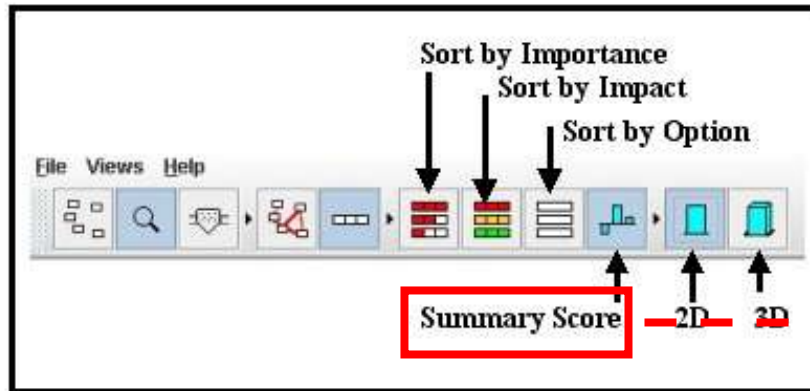 Sort by Importance
Sort by Impact
Sort by Option
File Views Help
Summary Score 2D 3D